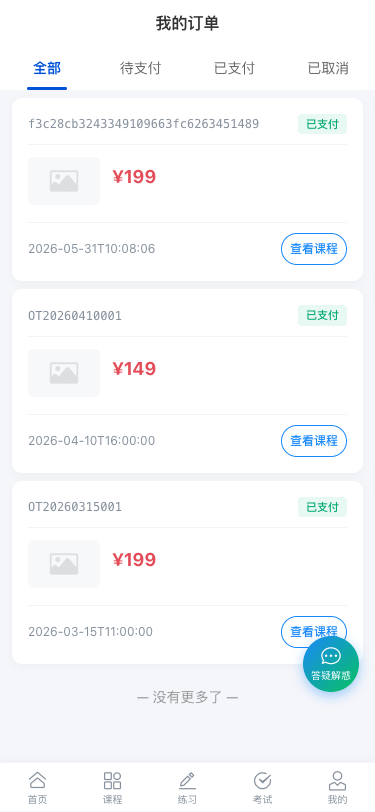 我的订单
全部 待支付 已支付 已取消
f3c28cb3243349109663fc6263451489 已支付
¥199
2026-05-31T10:08:06 查看课程
OT20260410001 已支付
¥149
2026-04-10T16:00:00 查看课程
OT20260315001 已支付
¥199
2026-03-15T11:00:00 查看课程
答疑解惑
— 没有更多了 —
首页 课程 练习 考试 我的